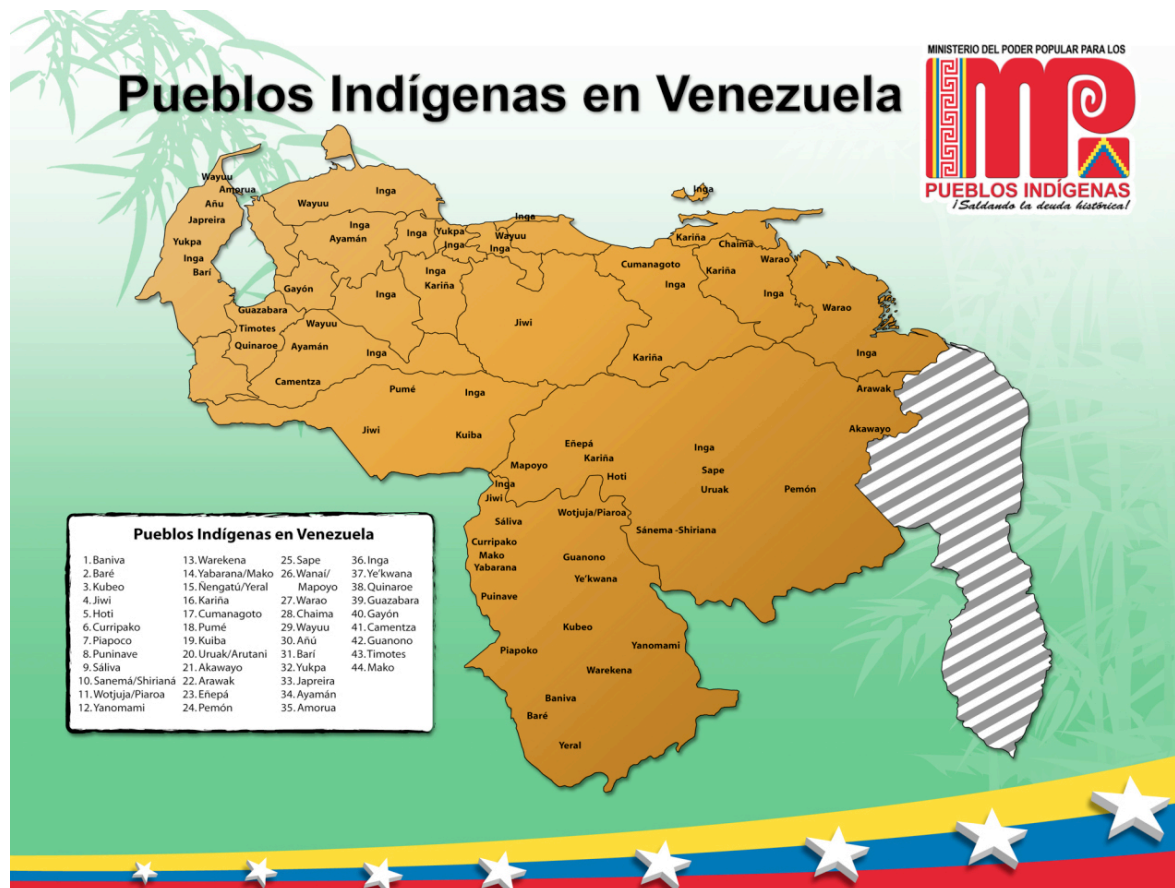 MINISTERIO DEL PODER POPULAR PARA LOS
Pueblos Indígenas en Venezuela
PUEBLOS INDÍGENAS
¡Saldando la deuda histórica!
Wayuu
Amorua
Añu
Japreira
Yukpa
Inga
Barí
Wayuu
Inga
Inga
Ayamán
Inga
Yukpa
Inga
Inga
Wayuu
Inga
Inga
Kariña
Gayón
Inga
Guazabara
Timotes
Quinaroe
Wayuu
Ayamán
Inga
Camentza
Jiwi
Inga
Kariña
Chaima
Warao
Cumanagoto
Kariña
Inga
Inga
Warao
Kariña
Inga
Pumé
Inga
Jiwi
Kuiba
Arawak
Akawayo
Eñepá
Kariña
Inga
Mapoyo
Hoti
Sape
Uruak
Pemón
Sánema -Shiriana
Inga
Jiwi
Sáliva
Wotjuja/Piaroa
Curripako
Mako
Yabarana
Guanono
Ye'kwana
Puinave
Kubeo
Piapoko
Yanomami
Warekena
Baniva
Baré
Yeral
Pueblos Indígenas en Venezuela
1. Baniva
2. Baré
3. Kubeo
4. Jiwi
5. Hoti
6. Curripako
7. Piapoco
8. Puninave
9. Sáliva
10. Sanemá/Shirianá
11. Wotjuja/Piaroa
12. Yanomami
13. Warekena
14. Yabarana/Mako
15. Ñengatú/Yeral
16. Kariña
17. Cumanagoto
18. Pumé
19. Kuiba
20. Uruak/Arutani
21. Akawayo
22. Arawak
23. Eñepá
24. Pemón
25. Sape
26. Wanaí/
Mapoyo
27. Warao
28. Chaima
29. Wayuu
30. Añú
31. Barí
32. Yukpa
33. Japreira
34. Ayamán
35. Amorua
36. Inga
37. Ye'kwana
38. Quinaroe
39. Guazabara
40. Gayón
41. Camentza
42. Guanono
43. Timotes
44. Mako